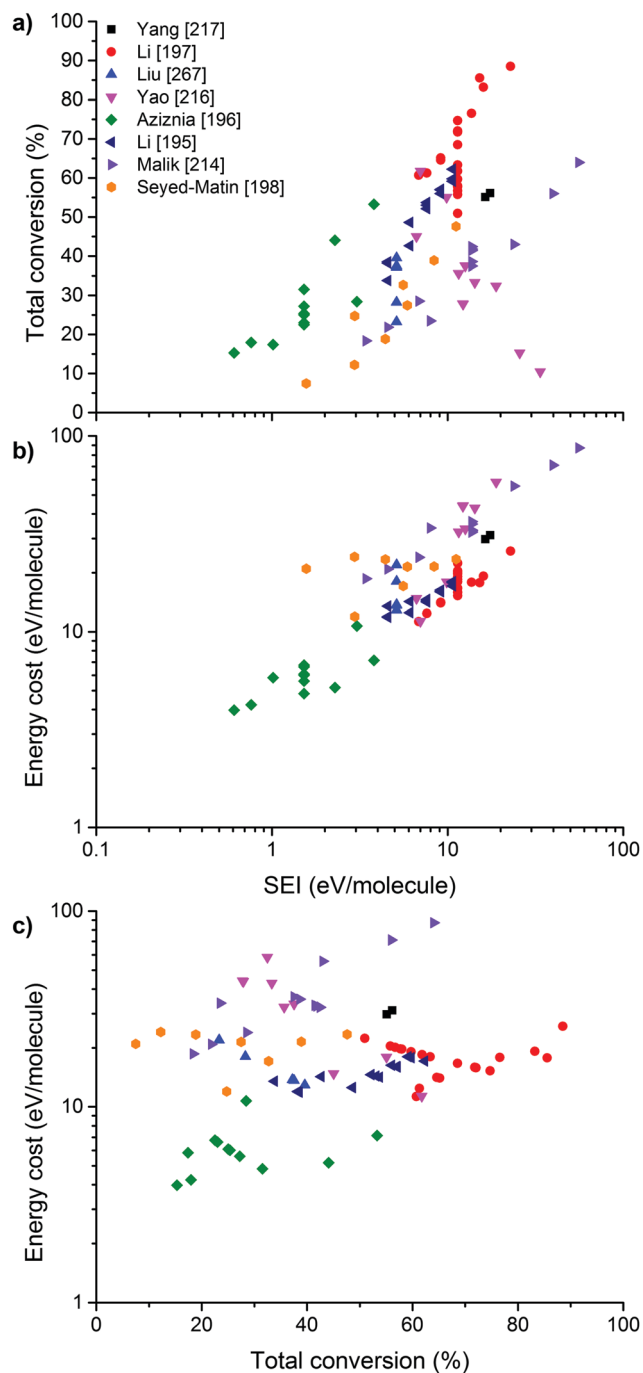 a)
Total conversion (%)
100
90
80
70
60
50
40
30
20
10
0
Yang [217]
Li [197]
Liu [267]
Yao [216]
Aziznia [196]
Li [195]
Malik [214]
Seyed-Matin [198]
b)
Energy cost (eV/molecule)
100
10
1
0.1 1 10 100
SEI (eV/molecule)
c)
Energy cost (eV/molecule)
100
10
1
0 20 40 60 80 100
Total conversion (%)